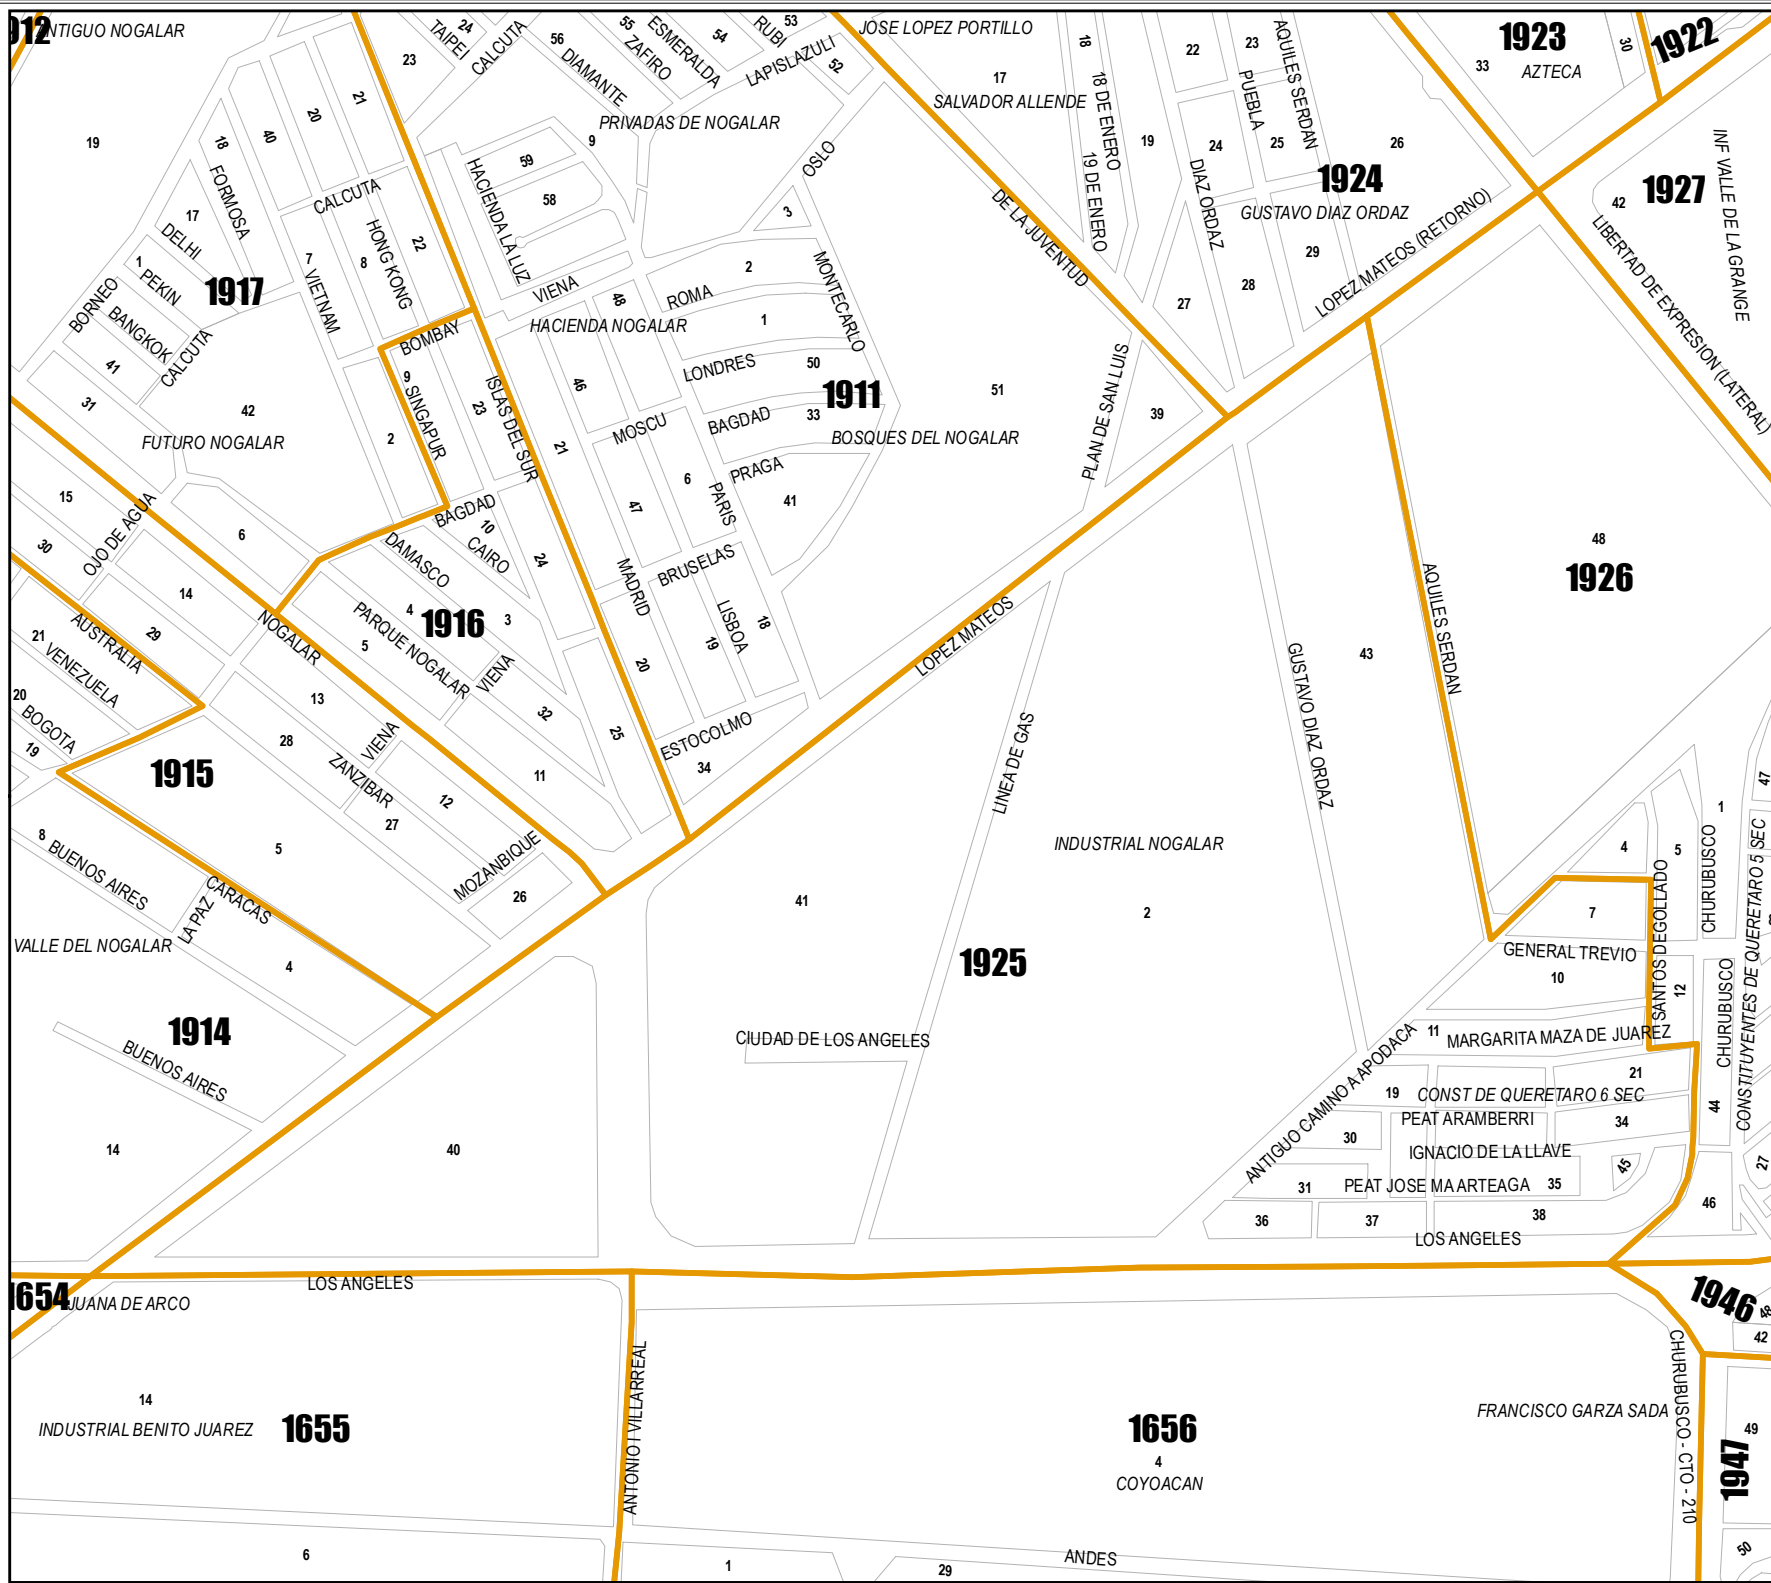 912
ANTIGUO NOGALAR
24
TAIPEI
CALCUTA
23
56
DIAMANTE
55
ZAFIRO
ESMERALDA
54
RUBI
53
LAPISLAZULI
52
JOSE LOPEZ PORTILLO
17
SALVADOR ALLENDE
18
18 DE ENERO
19 DE ENERO
22
23
PUEBLA
AQUILES SERDAN
1923
33
AZTECA
30
1922
19
18
40
20
21
FORMOSA
PRIVADAS DE NOGALAR
9
59
58
HACIENDA LA LUZ
OSLO
3
19
24
25
26
DIAZ ORDAZ
1924
GUSTAVO DIAZ ORDAZ
INF VALLE DE LA GRANGE
1927
42
17
DELHI
CALCUTA
HONG KONG
22
7
8
VIETNAM
1
PEKIN
1917
BORNEO
BANGKOK
41
CALCUTA
31
VIENA
48
ROMA
2
MONTECARLO
DE LA JUVENTUD
29
28
27
LOPEZ MATEOS (RETORNO)
LIBERTAD DE EXPRESION (LATERAL)
HACIENDA NOGALAR
1
BOMBAY
9
SINGAPUR
23
ISLAS DEL SUR
46
LONDRES
50
1911
51
PLAN DE SAN LUIS
39
42
FUTURO NOGALAR
2
21
MOSCU
BAGDAD
33
BOSQUES DEL NOGALAR
PRAGA
41
6
PARIS
47
15
30
OJO DE AGUA
6
14
BAGDAD
10
CAIRO
DAMASCO
24
MADRID
BRUSELAS
LISBOA
18
19
20
48
1926
AQUILES SERDAN
4
1916
3
PARQUE NOGALAR
5
NOGALAR
VIENA
29
AUSTRALIA
21
VENEZUELA
20
BOGOTA
19
13
32
25
ESTOCOLMO
34
LOPEZ MATEOS
LINEA DE GAS
GUSTAVO DIAZ ORDAZ
43
28
VIENA
ZANZIBAR
1915
12
11
27
MOZANBIQUE
26
5
8
BUENOS AIRES
CARACAS
LA PAZ
VALLE DEL NOGALAR
4
1914
BUENOS AIRES
14
40
INDUSTRIAL NOGALAR
41
2
1925
CIUDAD DE LOS ANGELES
47
1
4
5
CHURUBUSCO
CONSTITUYENTES DE QUERETARO 5 SEC
7
SANTOS DEGOLLADO
GENERAL TREVIO
10
12
CHURUBUSCO
11
MARGARITA MAZA DE JUAREZ
ANTIGUO CAMINO A APODACA
21
19
CONST DE QUERETARO 6 SEC
PEAT ARAMBERRI
34
44
30
IGNACIO DE LA LLAVE
45
27
31
PEAT JOSE MA ARTEAGA
35
46
36
37
38
LOS ANGELES
1654
JUANA DE ARCO
LOS ANGELES
1946
48
42
14
INDUSTRIAL BENITO JUAREZ
1655
ANTONIO I VILLARREAL
1656
4
COYOACAN
FRANCISCO GARZA SADA
CHURUBUSCO - CTO - 210
49
1947
50
6
1
29
ANDES